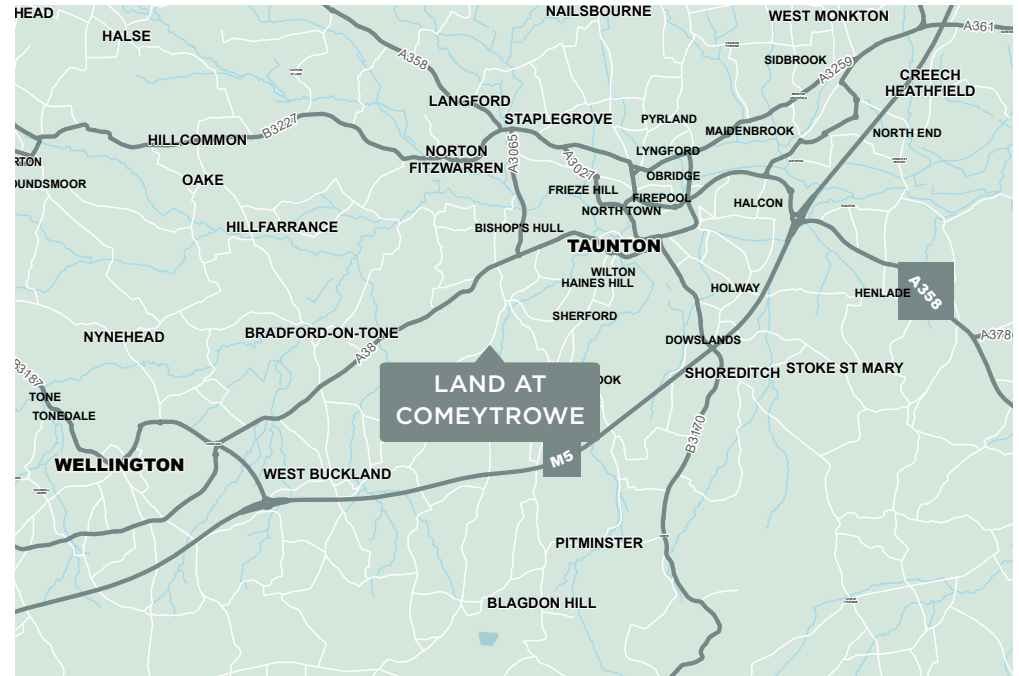 HEAD
NAILSBOURNE
WEST MONKTON
A361
HALSE
A358
SIDBROOK
A3259
CREECH
HEATHFIELD
LANGFORD
STAPLEGROVE
PYRLAND
MAIDENBROOK
NORTH END
B3227
HILLCOMMON
A3065
NORTON
FITZWARREN
A3027
LYNGFORD
RTON
OUNDSMOOR
OAKE
OBRIDGE
FRIEZE HILL
FIREPOOL
NORTH TOWN
HALCON
HILLFARRANCE
BISHOP'S HULL
TAUNTON
WILTON
HAINES HILL
HOLWAY
HENLADE
A358
SHERFORD
NYNEHEAD
BRADFORD-ON-TONE
A38
DOWSLANDS
A378
B3187
SHOREDITCH
STOKE ST MARY
LAND AT
COMEYTROWE
OOK
TONE
TONEDALE
B3170
M5
WELLINGTON
WEST BUCKLAND
PITMINSTER
BLAGDON HILL